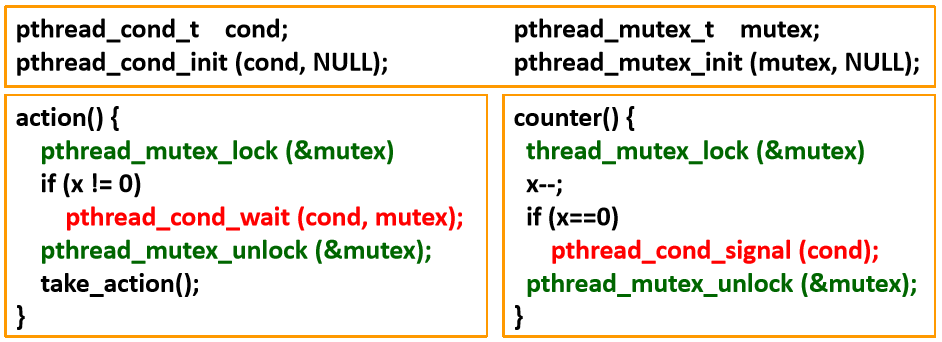 pthread_cond_t cond;
pthread_cond_init (cond, NULL);
pthread_mutex_t mutex;
pthread_mutex_init (mutex, NULL);
action() {
pthread_mutex_lock (&mutex)
if (x != 0)
pthread_cond_wait (cond, mutex);
pthread_mutex_unlock (&mutex);
take_action();
}
counter() {
thread_mutex_lock (&mutex)
x--;
if (x==0)
pthread_cond_signal (cond);
pthread_mutex_unlock (&mutex);
}